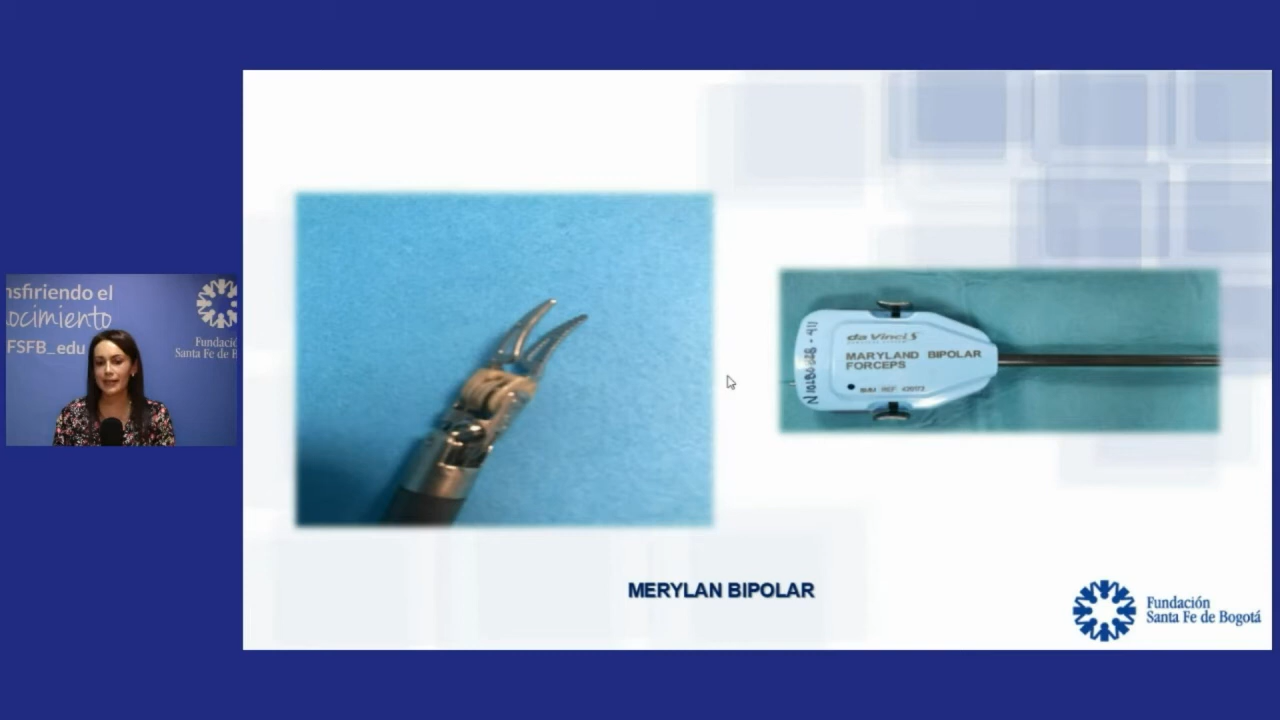 nsfiriendo el
ocimiento
FSFB_edu
Fundació
Santa Fe de B
da Vinci S
MARYLAND BIPOLAR
FORCEPS
MERYLAN BIPOLAR
Fundación
Santa Fe de Bogotá